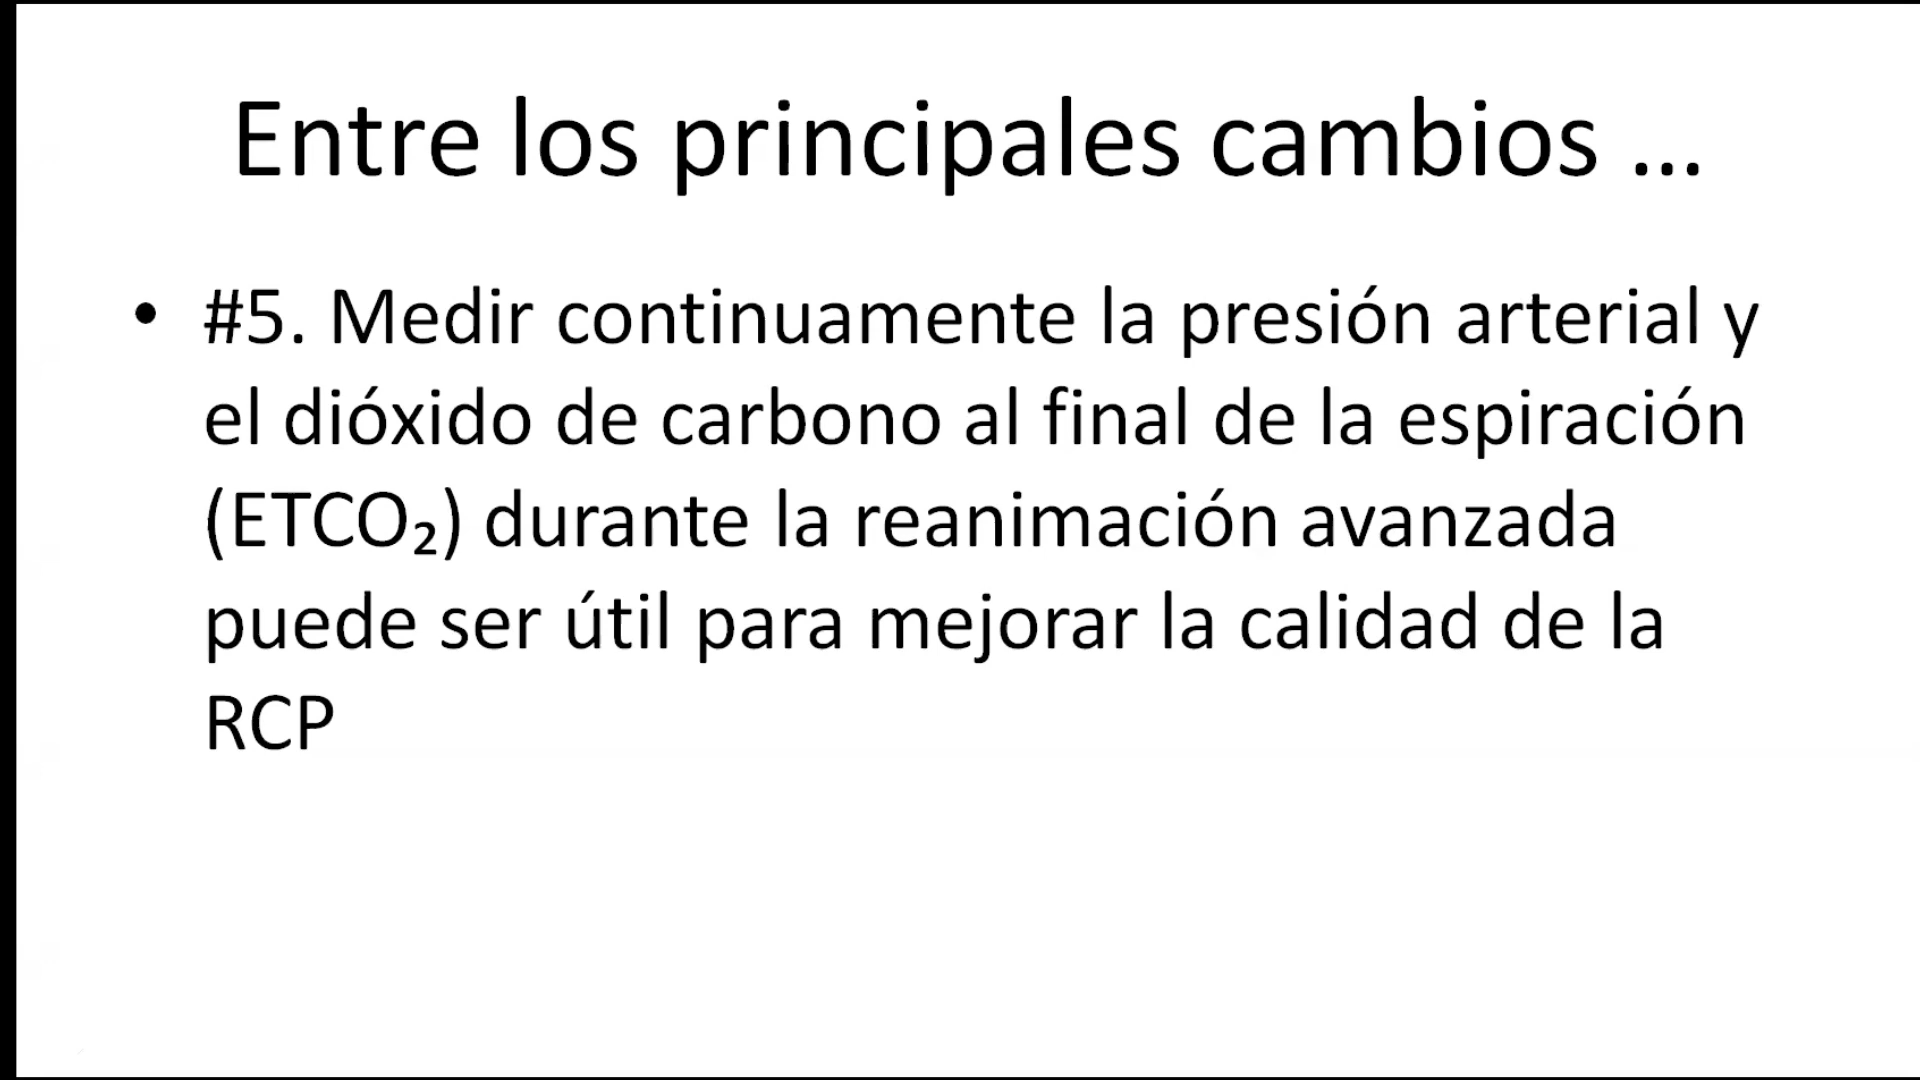 Entre los principales cambios ...
• #5. Medir continuamente la presión arterial y
el dióxido de carbono al final de la espiración
(ETCO₂) durante la reanimación avanzada
puede ser útil para mejorar la calidad de la
RCP